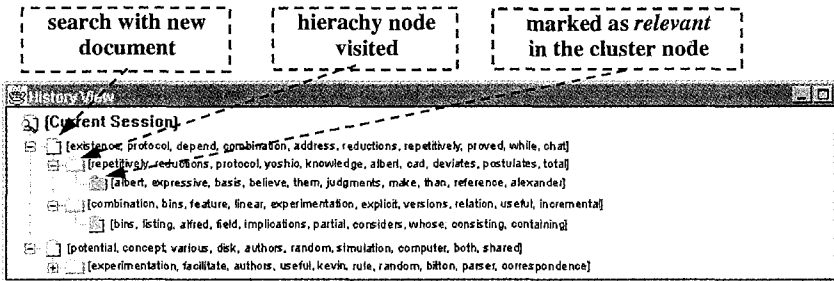 search with new
document
hierachy node
visited
marked as relevant
in the cluster node
History View
[Current Session]
[existence, protocol, depend, combination, address, reductions, repetitively, proved, while, chat]
[repetitively, reductions, protocol, yoshio, knowledge, albert, cad, deviates, postulates, total]
[albert, expressive, basis, believe, them, judgments, make, than, reference, alexander]
[combination, bins, feature, linear, experimentation, explicit, versions, relation, useful, incremental]
[bins, listing, alfred, field, implications, partial, considers, whose, consisting, containing]
[potential, concept, various, disk, authors, random, simulation, computer, both, shared]
[experimentation, facilitate, authors, useful, kevin, rule, random, bitton, parser, correspondence]